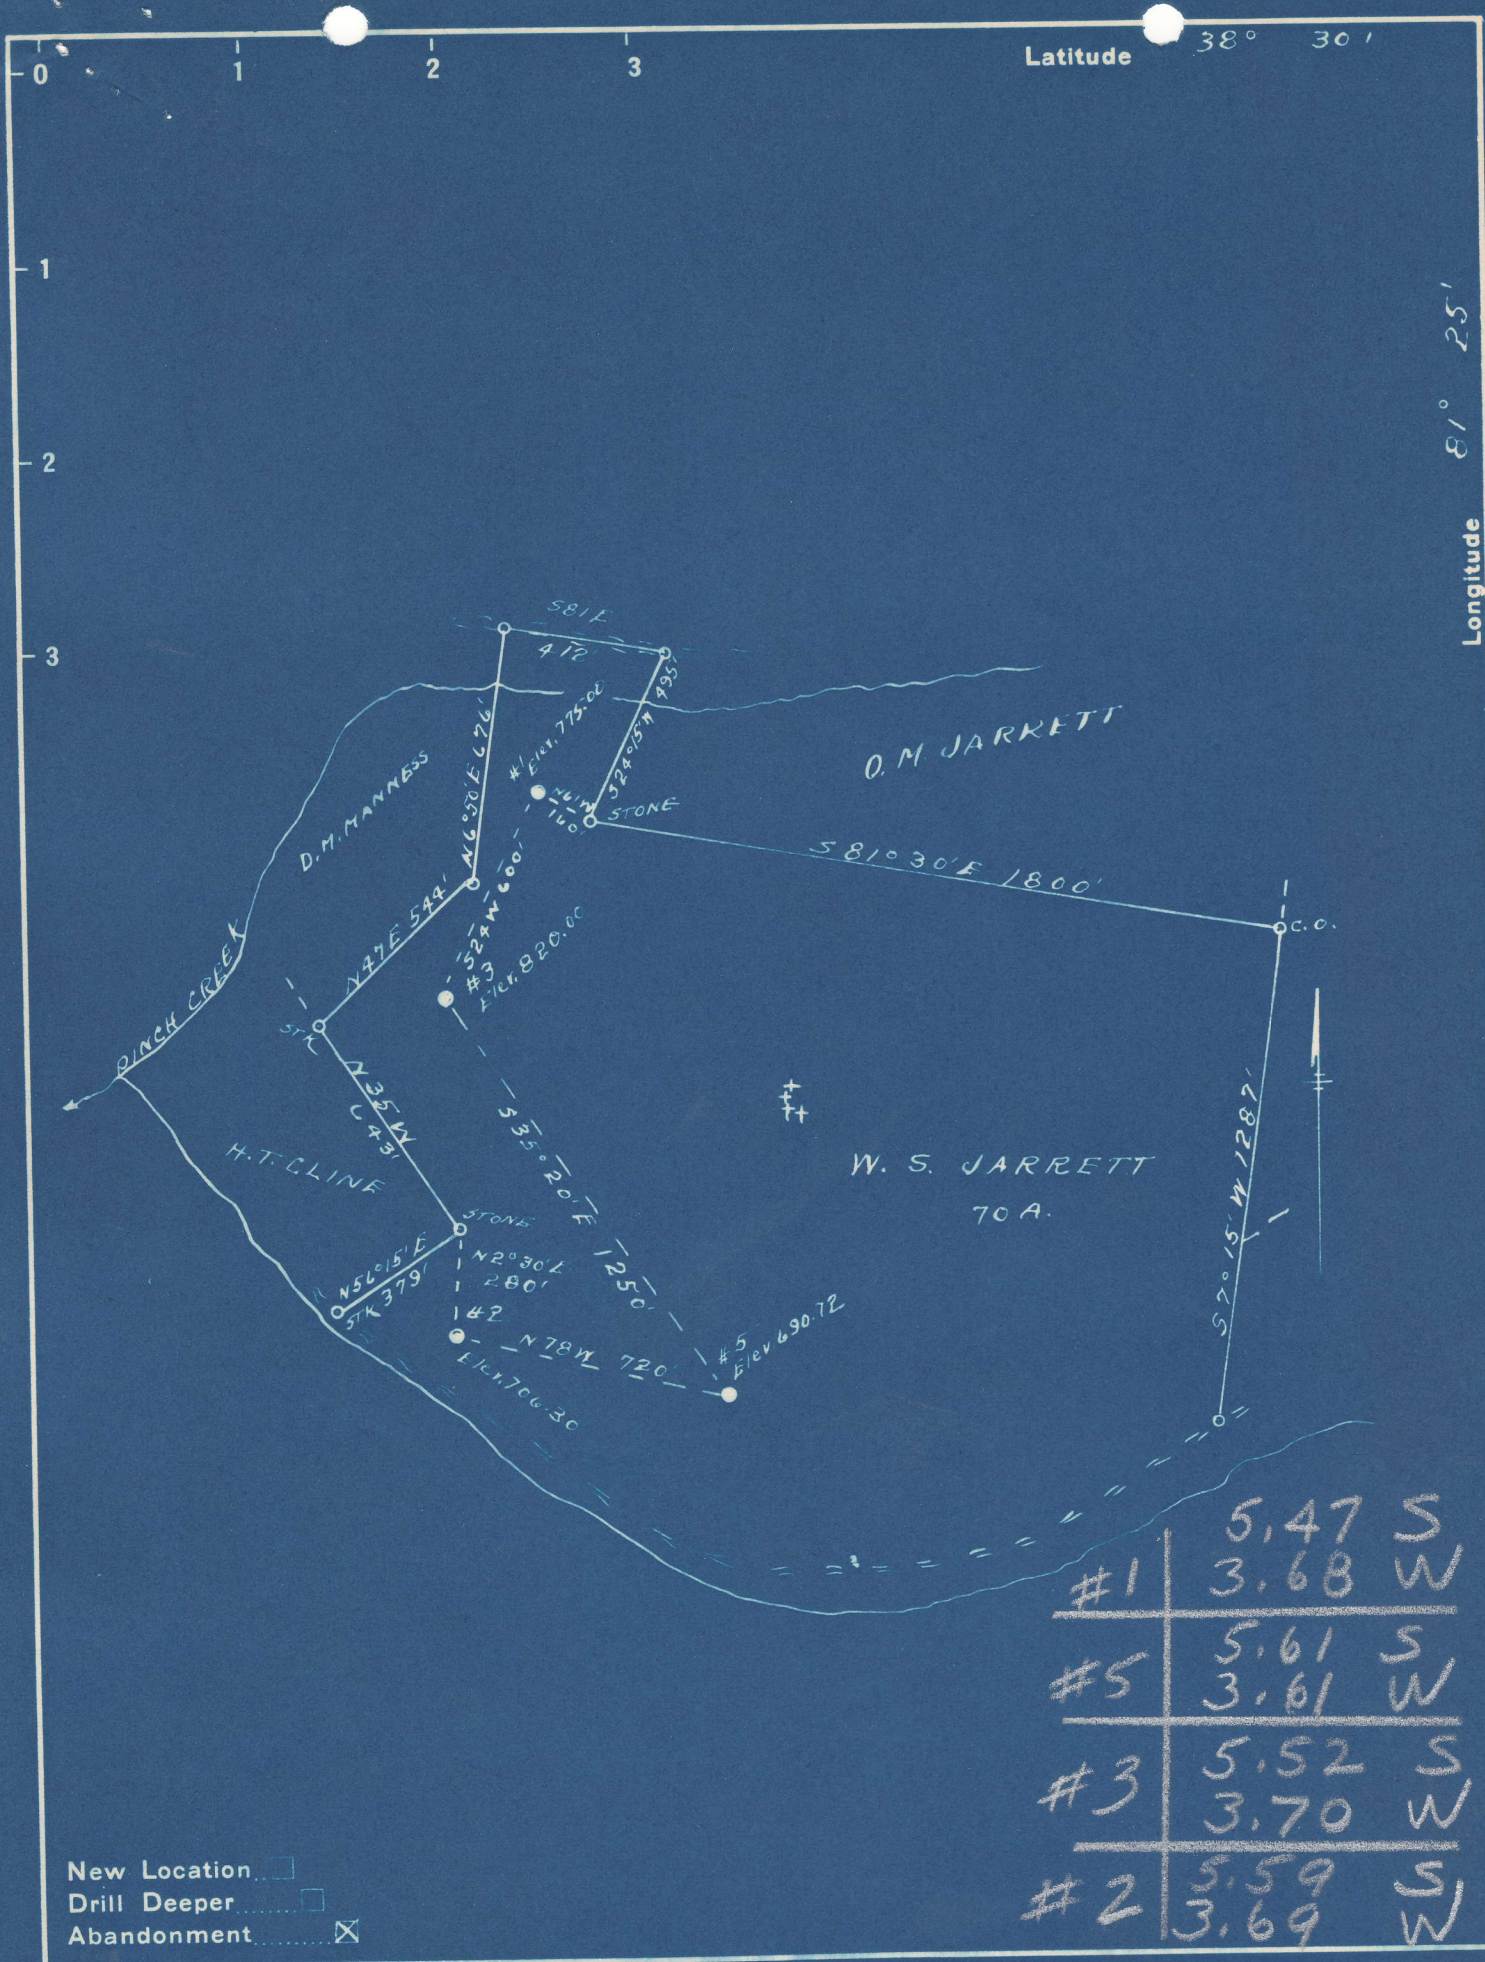 Latitude 38° 30'
0 1 2 3
1
2
3
Longitude 81° 25'
S81E
412'
S24°15'W 495'
N6°50'E 676'
#1
Elev. 775.00
N61W
160'
STONE
O. M. JARRETT
D. M. MANNESS
S81°30'E 1800'
C.O.
N47E 544'
S24W 600'
#3
Elev. 820.00
PINCH CREEK
STK
N35W
643'
S35°20'E 1250'
H. T. CLINE
W. S. JARRETT
70 A.
S7°15'W 1287'
STONE
N56°15'E
STK 379'
N2°30'E
280'
#2
Elev. 706.30
N78W 720'
#5
Elev. 690.72
#1 5.47 S
3.68 W
#5 5.61 S
3.61 W
#3 5.52 S
3.70 W
#2 5.59 S
3.69 W
New Location
Drill Deeper
Abandonment